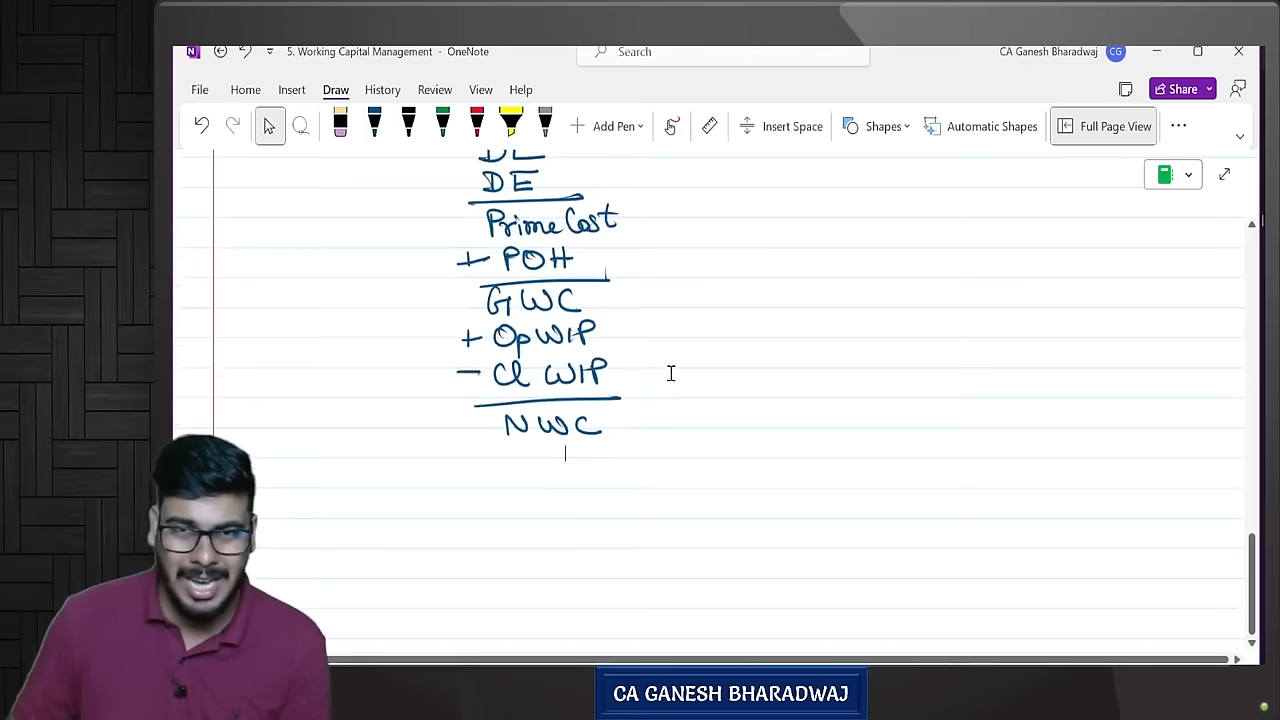 5. Working Capital Management - OneNote
Search
CA Ganesh Bharadwaj
CG
File Home Insert Draw History Review View Help
Share
Add Pen
Insert Space
Shapes
Automatic Shapes
Full Page View
DL
DE
Prime Cost
+ POH
GWC
+ Op WIP
- Cl WIP
NWC
CA GANESH BHARADWAJ